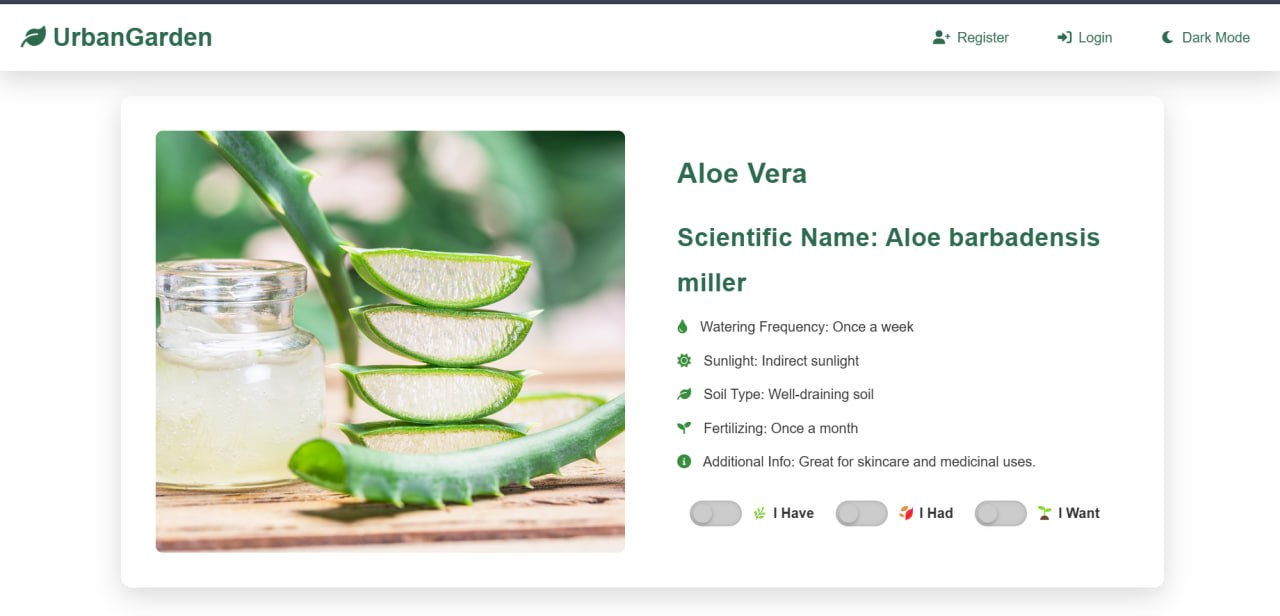 UrbanGarden
Register
Login
Dark Mode
Aloe Vera
Scientific Name: Aloe barbadensis
miller
Watering Frequency: Once a week
Sunlight: Indirect sunlight
Soil Type: Well-draining soil
Fertilizing: Once a month
Additional Info: Great for skincare and medicinal uses.
I Have
I Had
I Want